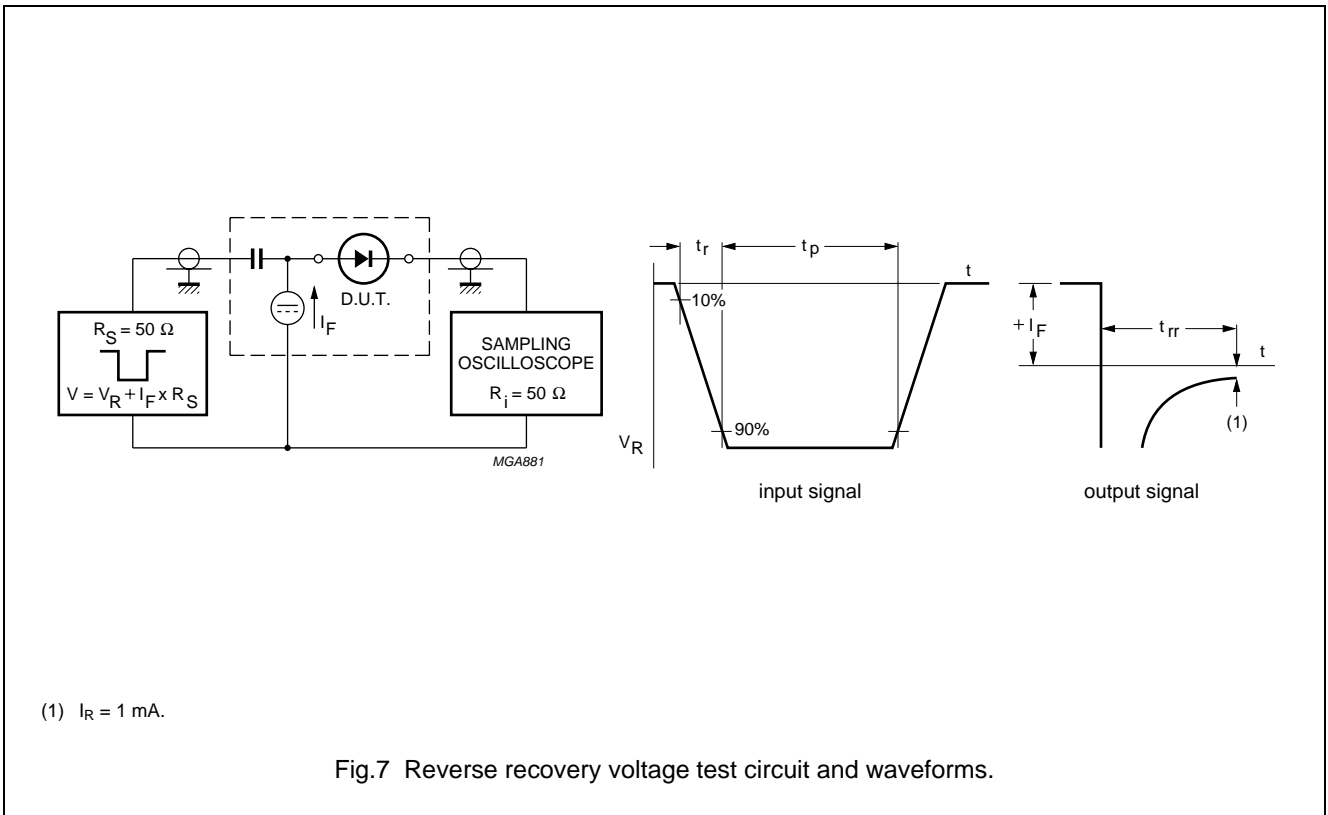 D.U.T.
I_F
R_S = 50 Ω
V = V_R + I_F x R_S
SAMPLING
OSCILLOSCOPE
R_i = 50 Ω
MGA881
t_r
t_p
t
10%
90%
V_R
input signal
+ I_F
t_rr
t
(1)
output signal
(1) I_R = 1 mA.
Fig.7 Reverse recovery voltage test circuit and waveforms.